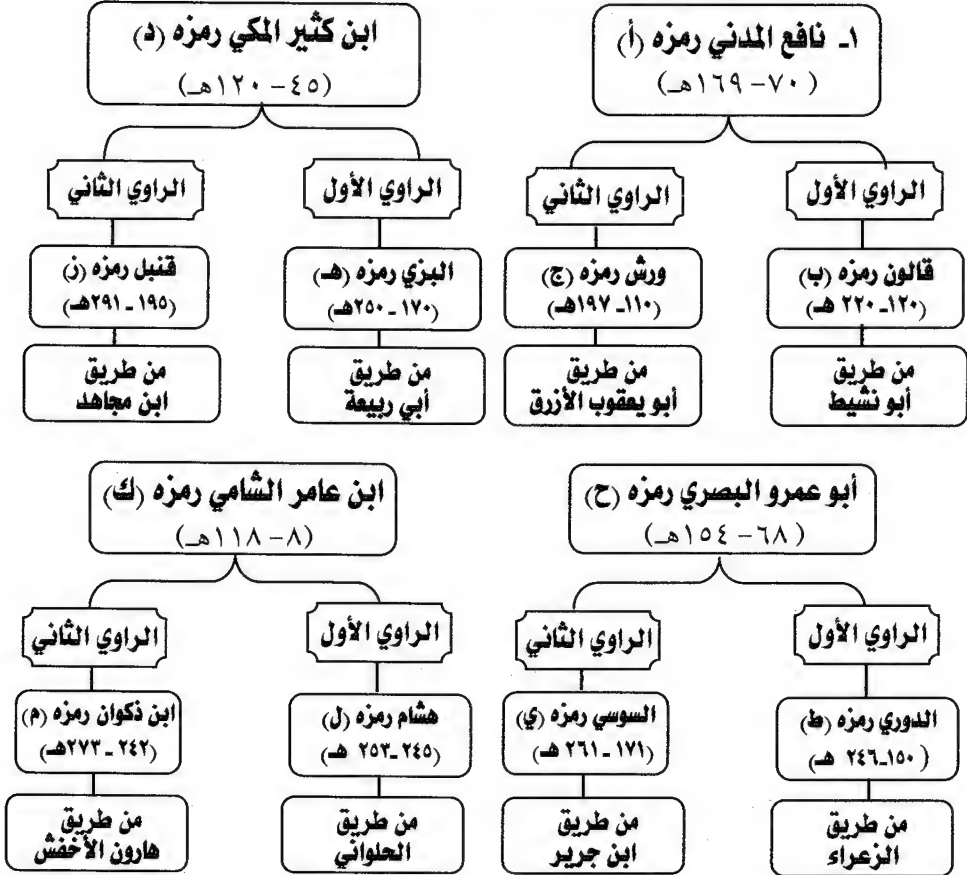 ١ـ نافع المدني رمزه (أ)
(٧٠ – ١٦٩هـ)
الراوي الأول
قالون رمزه (ب)
(١٢٠ـ ٢٢٠ هـ)
من طريق
أبو نشيط
الراوي الثاني
ورش رمزه (ج)
(١١٠ـ ١٩٧هـ)
من طريق
أبو يعقوب الأزرق
ابن كثير المكي رمزه (د)
(٤٥ – ١٢٠هـ)
الراوي الأول
البزي رمزه (هـ)
(١٧٠ - ٢٥٠هـ)
من طريق
أبي ربيعة
الراوي الثاني
قنبل رمزه (ز)
(١٩٥ - ٢٩١هـ)
من طريق
ابن مجاهد
أبو عمرو البصري رمزه (ح)
(٦٨ – ١٥٤هـ)
الراوي الأول
الدوري رمزه (ط)
(١٥٠ـ ٢٤٦ هـ)
من طريق
الزعراء
الراوي الثاني
السوسي رمزه (ي)
(١٧١ - ٢٦١ هـ)
من طريق
ابن جرير
ابن عامر الشامي رمزه (ك)
(٨ – ١١٨هـ)
الراوي الأول
هشام رمزه (ل)
(٢٤٥ـ ٢٥٣ هـ)
من طريق
الحلواني
الراوي الثاني
ابن ذكوان رمزه (م)
(٢٤٢ - ٢٧٣هـ)
من طريق
هارون الأخفش